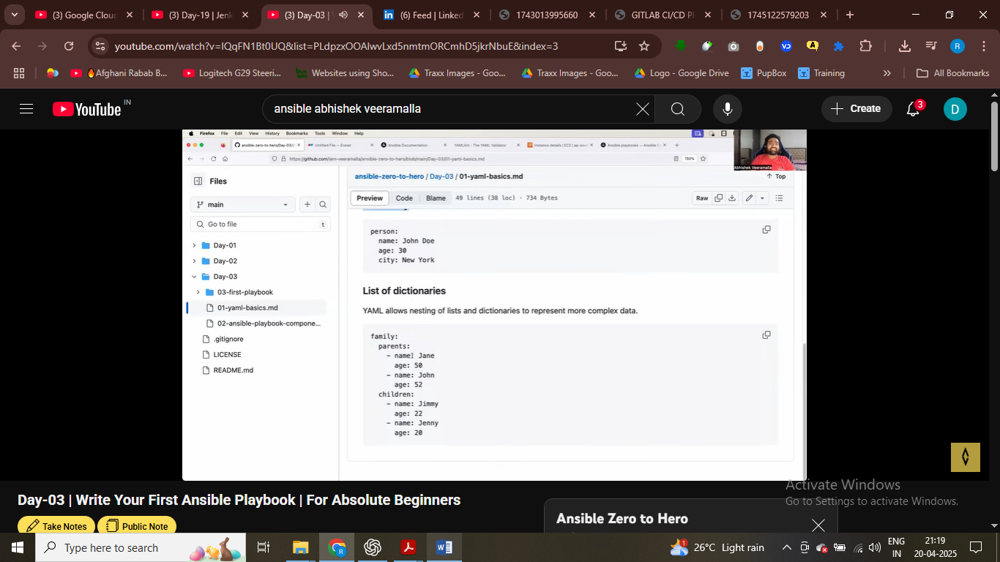 (3) Google Cloud
(3) Day-19 | Jenk
(3) Day-03 | W
(6) Feed | Linked
1743013995660
GITLAB CI/CD PI
1745122579203
youtube.com/watch?v=IQqFN1Bt0UQ&list=PLdpzxOOAlwvLxd5nmtmORCmhD5jkrNbuE&index=3
R
Afghani Rabab B...
Logitech G29 Steeri...
Websites using Sho...
Traxx Images - Goo...
Traxx Images - Goo...
Logo - Google Drive
PupBox
Training
All Bookmarks
YouTube IN
ansible abhishek veeramalla
Create
3
D
Firefox File Edit View History Bookmarks Tools Window Help
ansible-zero-to-hero/Day-03/0
Untitled File — Eraser
Ansible Documentation
YAMLlint - The YAML Validator
Instance details | EC2 | ap-sou
Ansible playbooks — Ansible C
https://github.com/iam-veeramalla/ansible-zero-to-hero/blob/main/Day-03/01-yaml-basics.md
150%
Abhishek Veeramalla
Files
main
Go to file
t
Day-01
Day-02
Day-03
03-first-playbook
01-yaml-basics.md
02-ansible-playbook-compone...
.gitignore
LICENSE
README.md
ansible-zero-to-hero / Day-03 / 01-yaml-basics.md
Top
Preview Code Blame 49 lines (38 loc) · 734 Bytes
Raw
person:
name: John Doe
age: 30
city: New York
List of dictionaries
YAML allows nesting of lists and dictionaries to represent more complex data.
family:
parents:
- name: Jane
age: 50
- name: John
age: 52
children:
- name: Jimmy
age: 22
- name: Jenny
age: 20
Day-03 | Write Your First Ansible Playbook | For Absolute Beginners
Take Notes
Public Note
Ansible Zero to Hero
Activate Windows
Go to Settings to activate Windows.
Type here to search
1
26°C Light rain
ENG
IN
21:19
20-04-2025